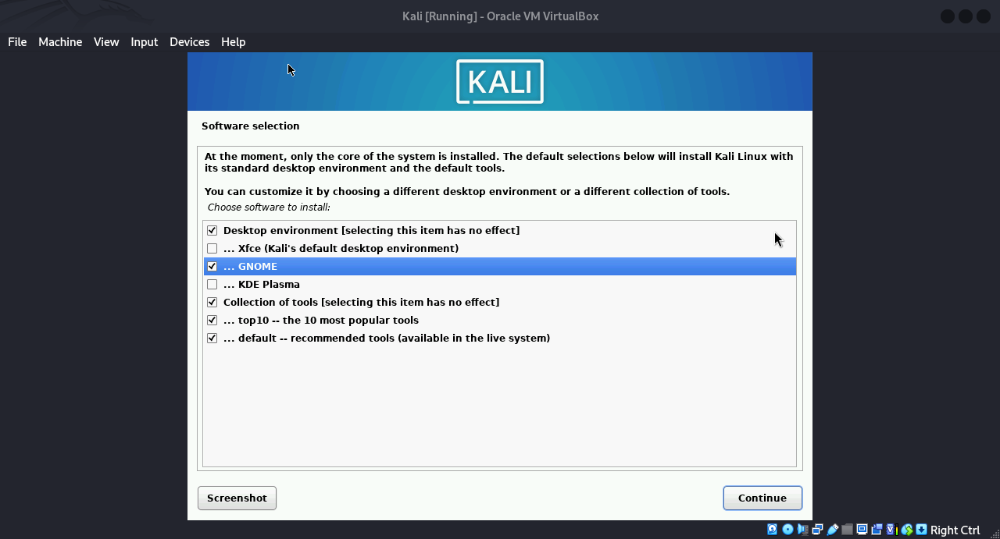 Kali [Running] - Oracle VM VirtualBox
File Machine View Input Devices Help
KALI
Software selection
At the moment, only the core of the system is installed. The default selections below will install Kali Linux with
its standard desktop environment and the default tools.
You can customize it by choosing a different desktop environment or a different collection of tools.
Choose software to install:
Desktop environment [selecting this item has no effect]
... Xfce (Kali's default desktop environment)
... GNOME
... KDE Plasma
Collection of tools [selecting this item has no effect]
... top10 -- the 10 most popular tools
... default -- recommended tools (available in the live system)
Screenshot Continue
Right Ctrl